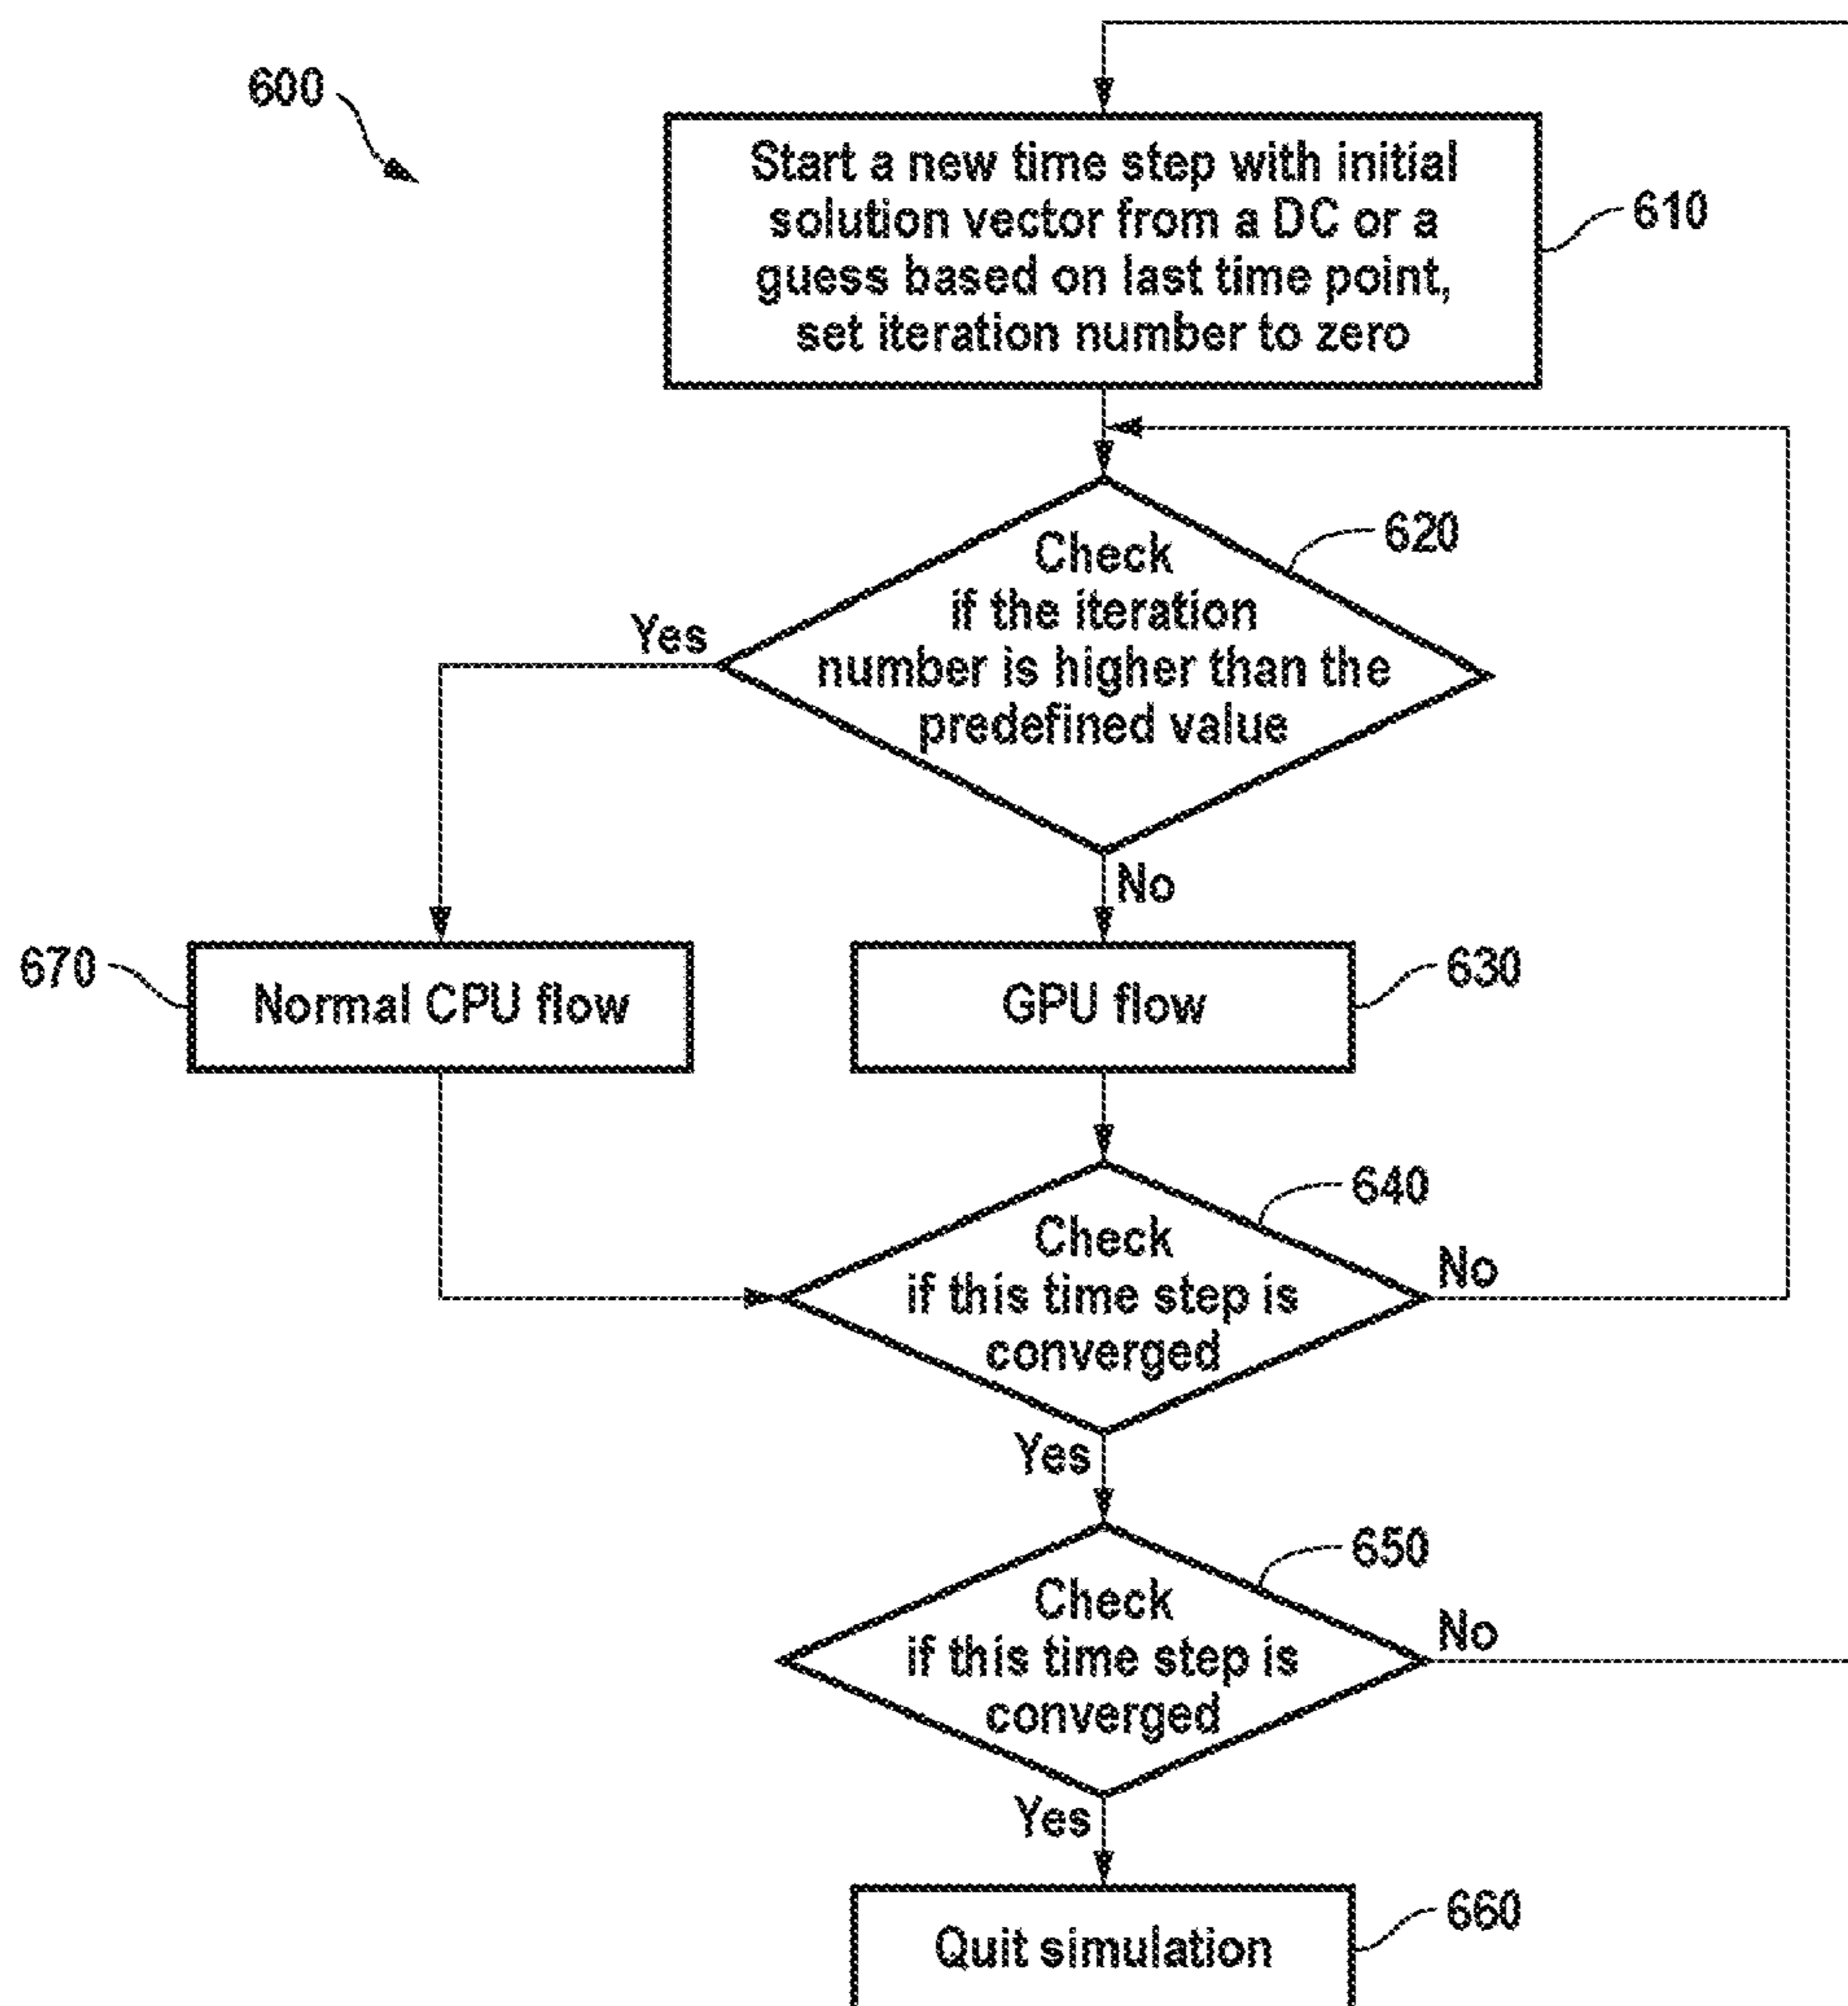 600
Start a new time step with initial
solution vector from a DC or a
guess based on last time point,
set iteration number to zero
610
Check
if the iteration
number is higher than the
predefined value
620
Yes
No
670
Normal CPU flow
GPU flow
630
Check
if this time step is
converged
640
No
Yes
Check
if this time step is
converged
650
No
Yes
Quit simulation
660